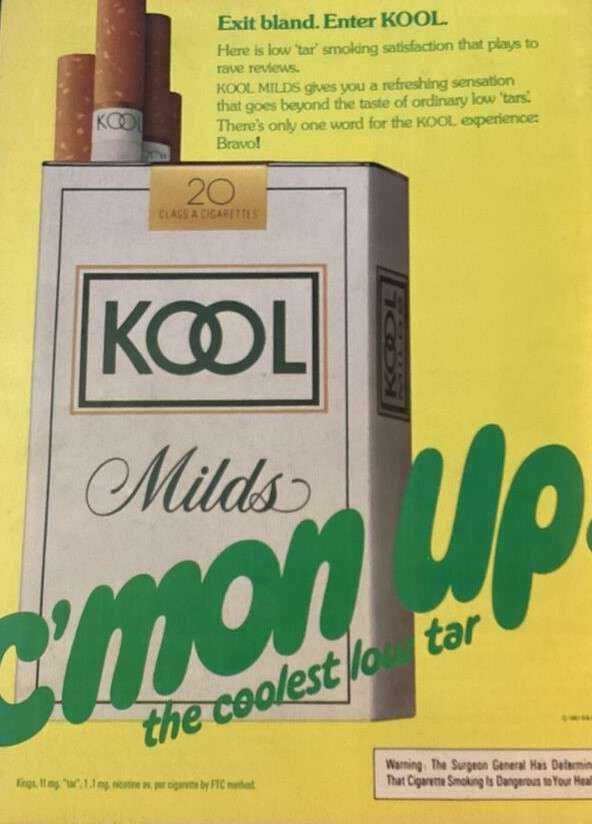 Exit bland. Enter KOOL.
Here is low 'tar' smoking satisfaction that plays to
rave reviews.
KOOL MILDS gives you a refreshing sensation
that goes beyond the taste of ordinary low 'tars.'
There's only one word for the KOOL experience:
Bravo!
KOOL
20
CLASS A CIGARETTES
KOOL
KOOL
MILDS
Milds
C'mon up.
the coolest low tar
Warning: The Surgeon General Has Determin
That Cigarette Smoking Is Dangerous to Your Heal
Kings, 11 mg. "tar", 1.1 mg. nicotine av. per cigarette by FTC method.